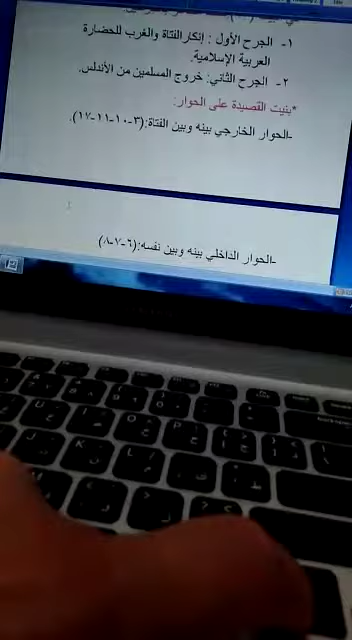 ١- الجرح الأول : إنكار الفتاة والغرب للحضارة
العربية الإسلامية.
٢- الجرح الثاني: خروج المسلمين من الأندلس.
*بنيت القصيدة على الحوار:
-الحوار الخارجي بينه وبين الفتاة:(٣-١٠-١١-١٧).
-الحوار الداخلي بينه وبين نفسه:(٦-٧-٨)